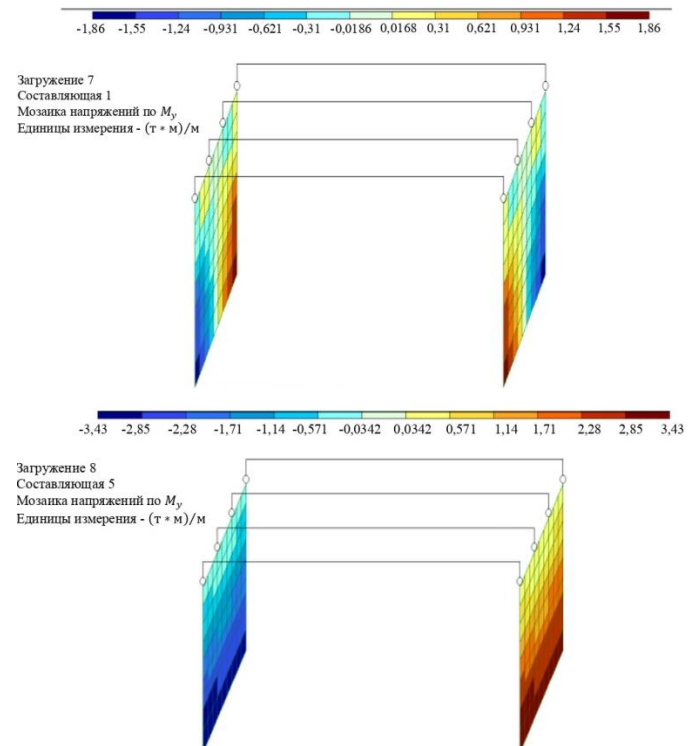 -1,86 -1,55 -1,24 -0,931 -0,621 -0,31 -0,0186 0,0168 0,31 0,621 0,931 1,24 1,55 1,86
Загружение 7
Составляющая 1
Мозаика напряжений по My
Единицы измерения - (т * м)/м
-3,43 -2,85 -2,28 -1,71 -1,14 -0,571 -0,0342 0,0342 0,571 1,14 1,71 2,28 2,85 3,43
Загружение 8
Составляющая 5
Мозаика напряжений по My
Единицы измерения - (т * м)/м